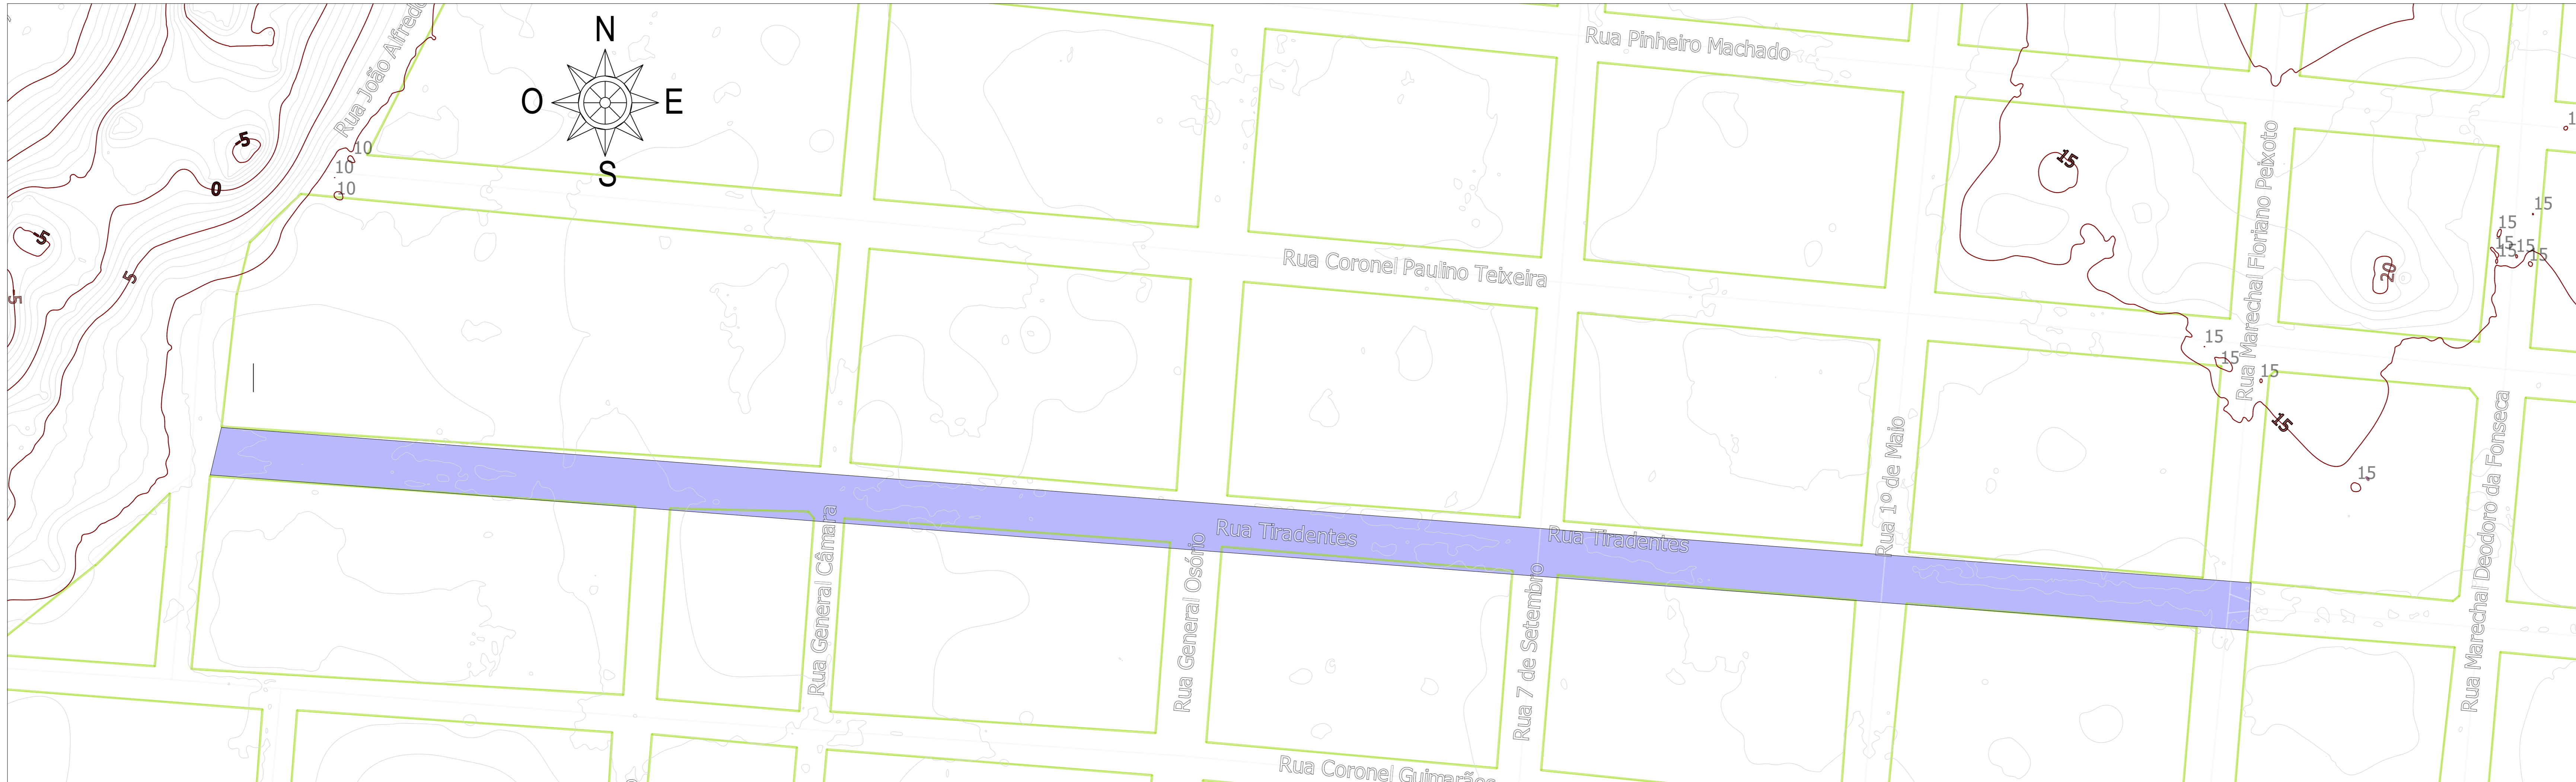 Rua João Alfredo
N
O
E
S
Rua Pinheiro Machado
-5
0
10
10
10
-5
5
5
Rua Coronel Paulino Teixeira
15
Rua Marechal Floriano Peixoto
20
15
15
15
15
15
15
15
15
15
15
15
Rua Tiradentes
Rua Tiradentes
Rua General Câmara
Rua General Osório
Rua 7 de Setembro
Rua 1º de Maio
Rua Marechal Deodoro da Fonseca